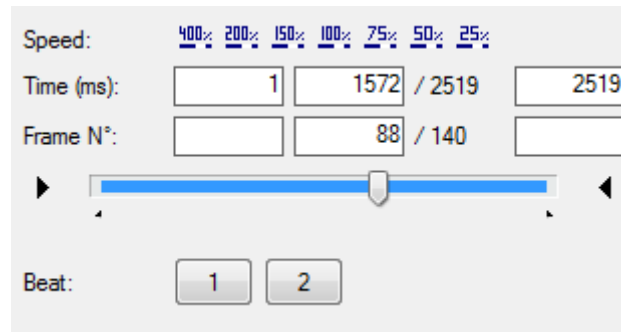 Speed: 400% 200% 150% 100% 75% 50% 25%
Time (ms): 1 1572 / 2519 2519
Frame N°: 88 / 140
Beat: 1 2